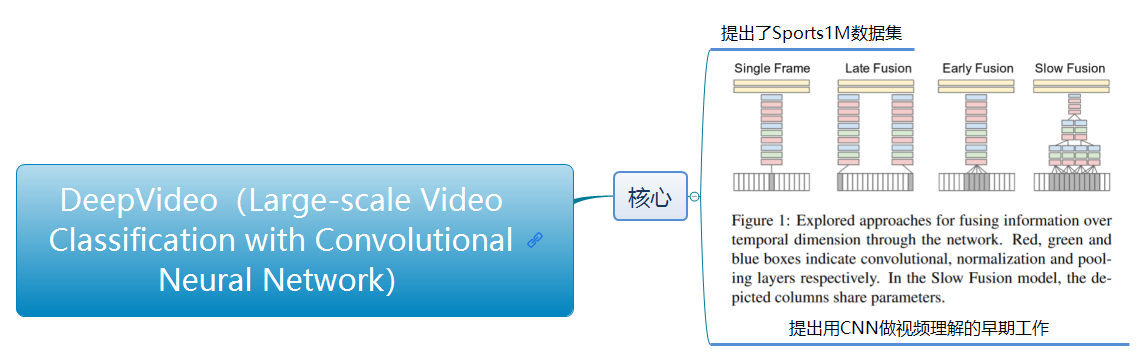 DeepVideo（Large-scale Video
Classification with Convolutional
Neural Network）
核心
提出了Sports1M数据集
Single Frame Late Fusion Early Fusion Slow Fusion
Figure 1: Explored approaches for fusing information over
temporal dimension through the network. Red, green and
blue boxes indicate convolutional, normalization and pool-
ing layers respectively. In the Slow Fusion model, the de-
picted columns share parameters.
提出用CNN做视频理解的早期工作